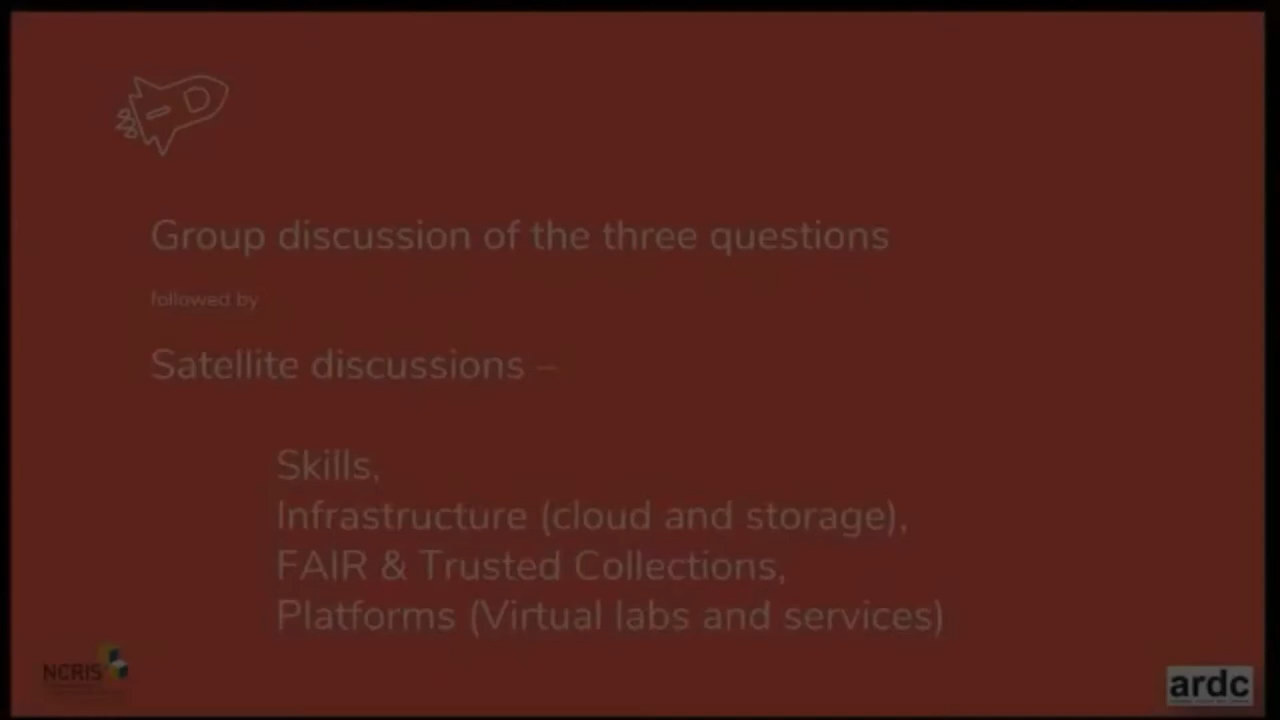 Group discussion of the three questions
followed by
Satellite discussions –
Skills,
Infrastructure (cloud and storage),
FAIR & Trusted Collections,
Platforms (Virtual labs and services)
NCRIS
ardc